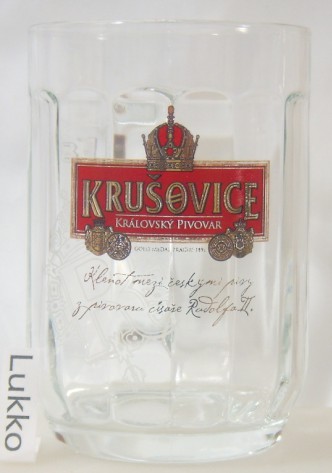 KRUŠOVICE
KRÁLOVSKÝ PIVOVAR
Klenot mezi českými pivy
z pivovaru císaře Rudolfa II.
Lukko